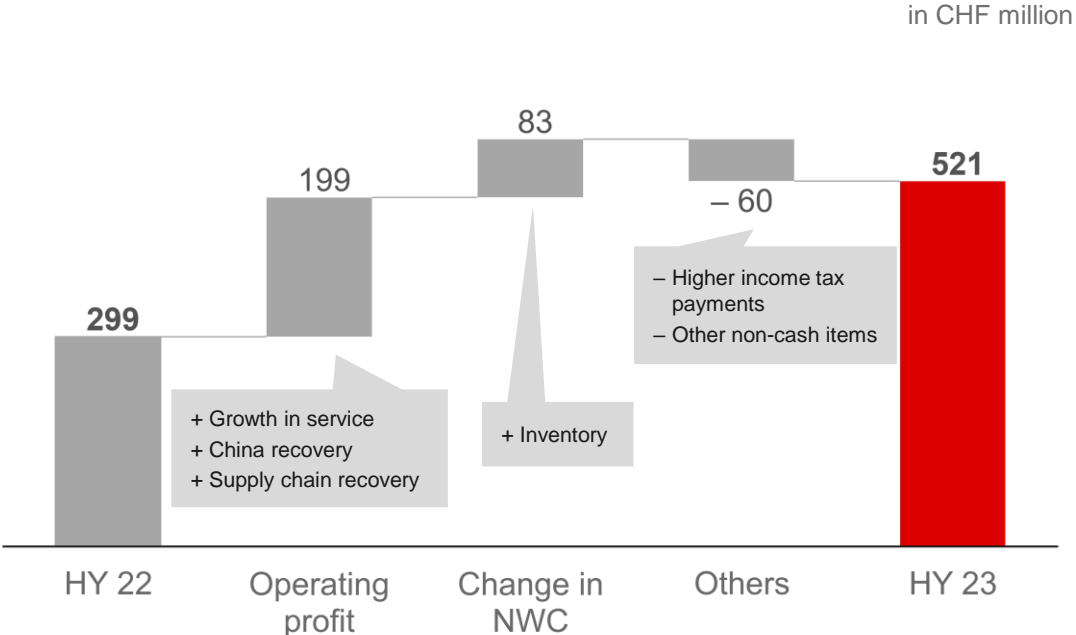 in CHF million
83
521
199
– 60
– Higher income tax
payments
– Other non-cash items
299
+ Growth in service
+ China recovery
+ Supply chain recovery
+ Inventory
HY 22
Operating
profit
Change in
NWC
Others
HY 23